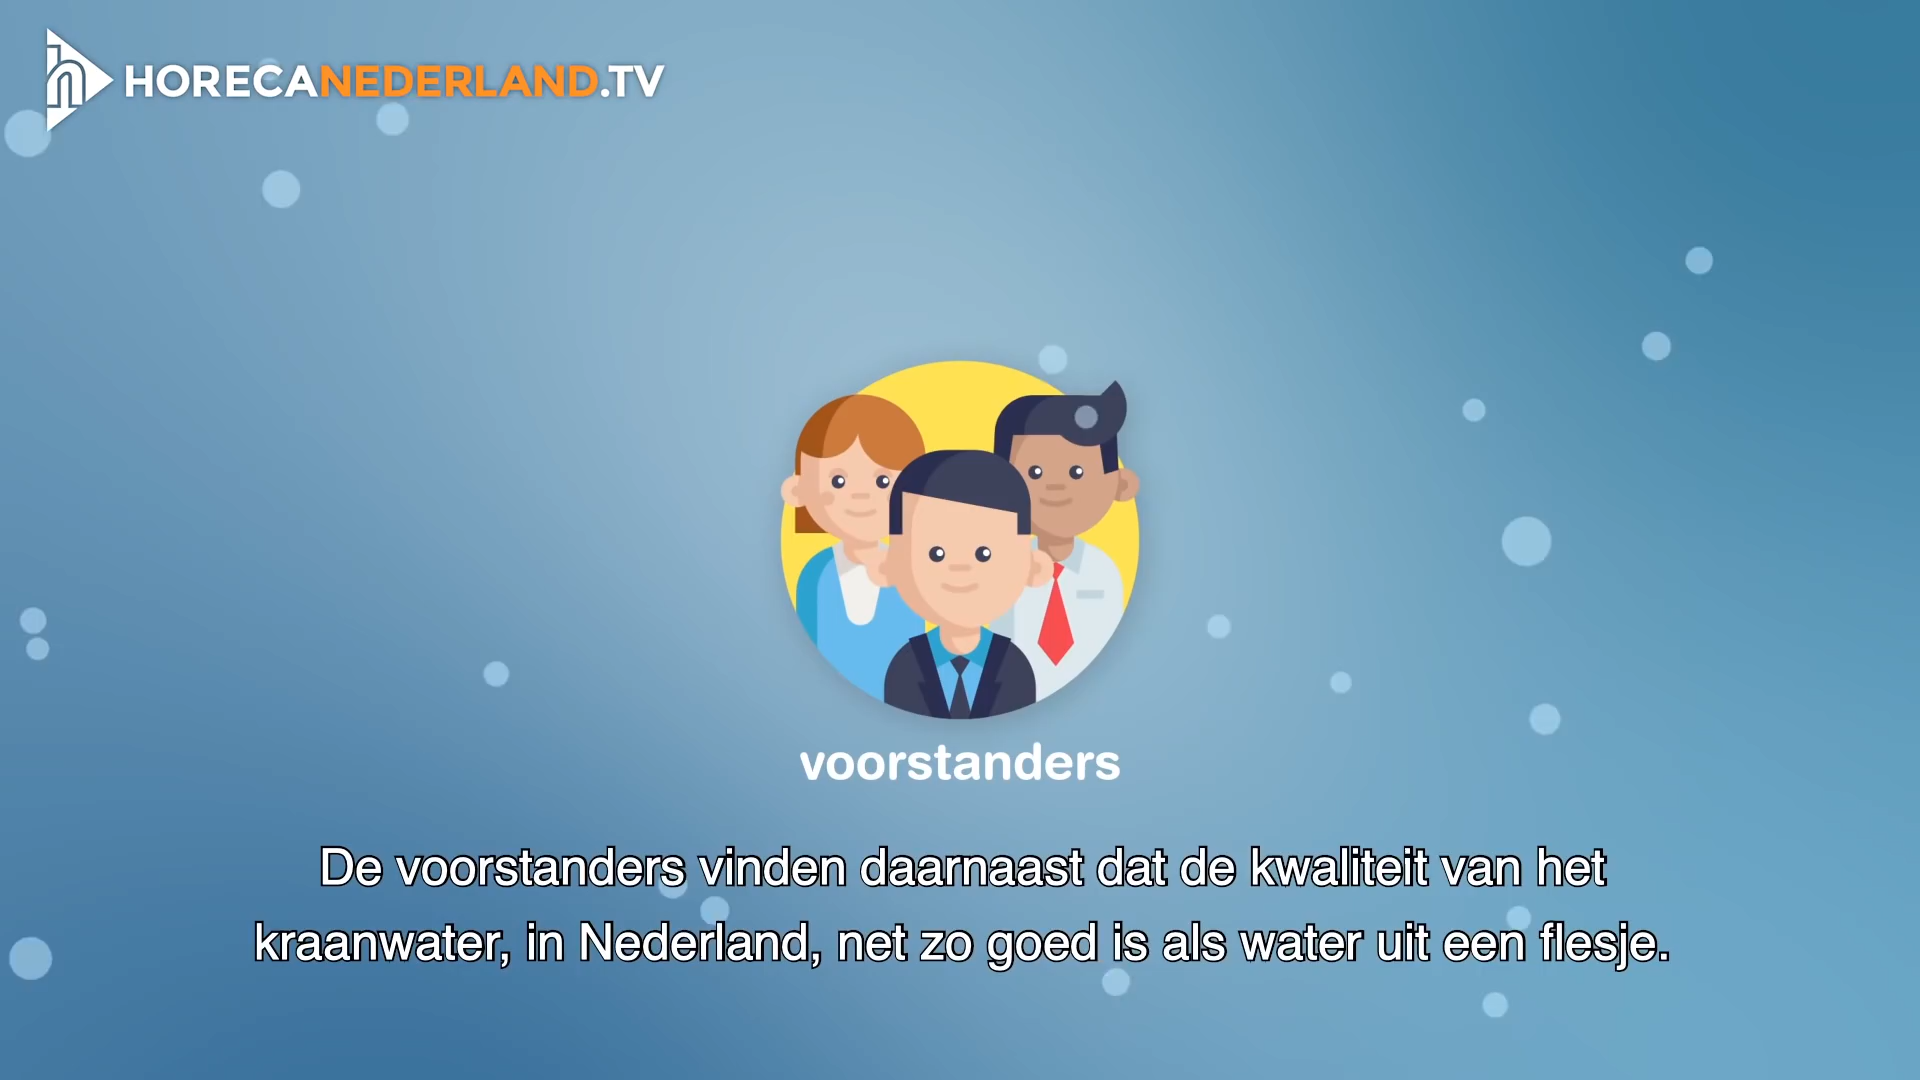 HORECANEDERLAND.TV
voorstanders
De voorstanders vinden daarnaast dat de kwaliteit van het
kraanwater, in Nederland, net zo goed is als water uit een flesje.